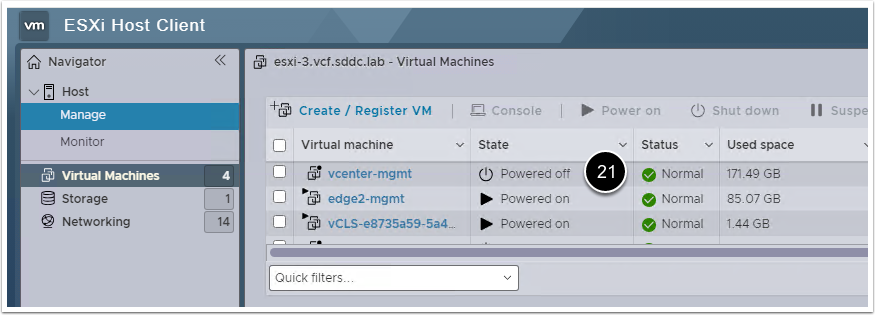 vm ESXi Host Client
Navigator
Host
Manage
Monitor
Virtual Machines 4
Storage 1
Networking 14
esxi-3.vcf.sddc.lab - Virtual Machines
Create / Register VM | Console | Power on Shut down Suspe
Virtual machine State Status Used space
vcenter-mgmt Powered off 21 Normal 171.49 GB
edge2-mgmt Powered on Normal 85.07 GB
vCLS-e8735a59-5a4... Powered on Normal 1.44 GB
Quick filters...